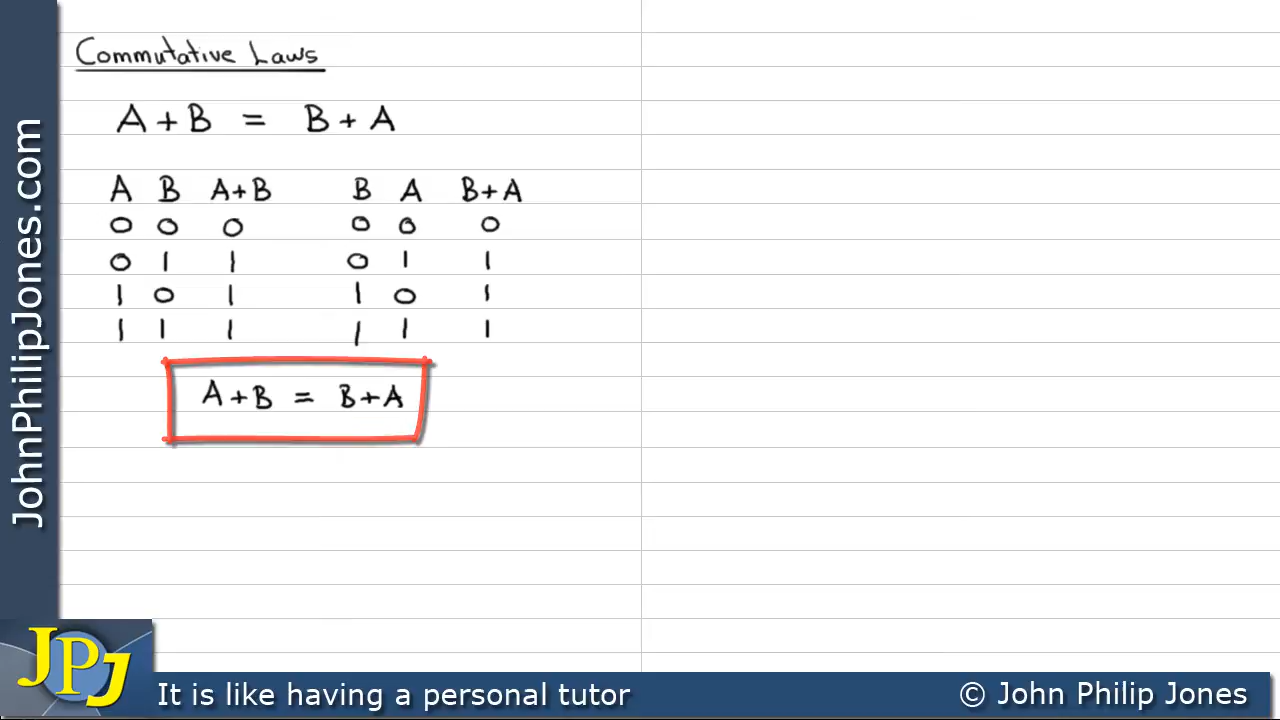 Commutative Laws
A + B = B + A
A B A+B B A B+A
0 0 0 0 0 0
0 1 1 0 1 1
1 0 1 1 0 1
1 1 1 1 1 1
A+B = B+A
JohnPhilipJones.com
JPJ
It is like having a personal tutor
© John Philip Jones